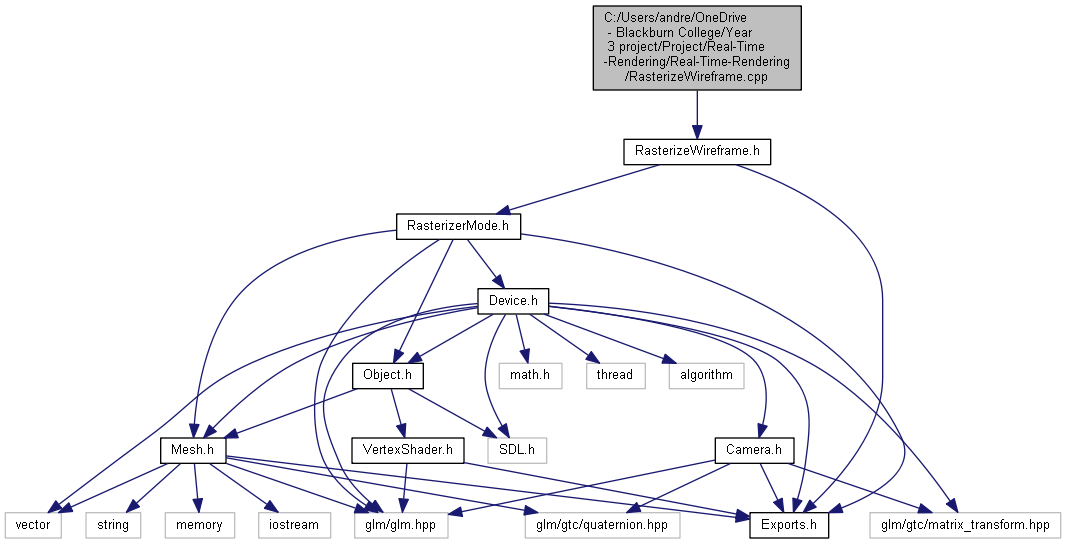 C:/Users/andre/OneDrive
- Blackburn College/Year
3 project/Project/Real-Time
-Rendering/Real-Time-Rendering
/RasterizeWireframe.cpp
RasterizeWireframe.h
RasterizerMode.h
Device.h
Object.h
math.h
thread
algorithm
Mesh.h
VertexShader.h
SDL.h
Camera.h
vector
string
memory
iostream
glm/glm.hpp
glm/gtc/quaternion.hpp
Exports.h
glm/gtc/matrix_transform.hpp